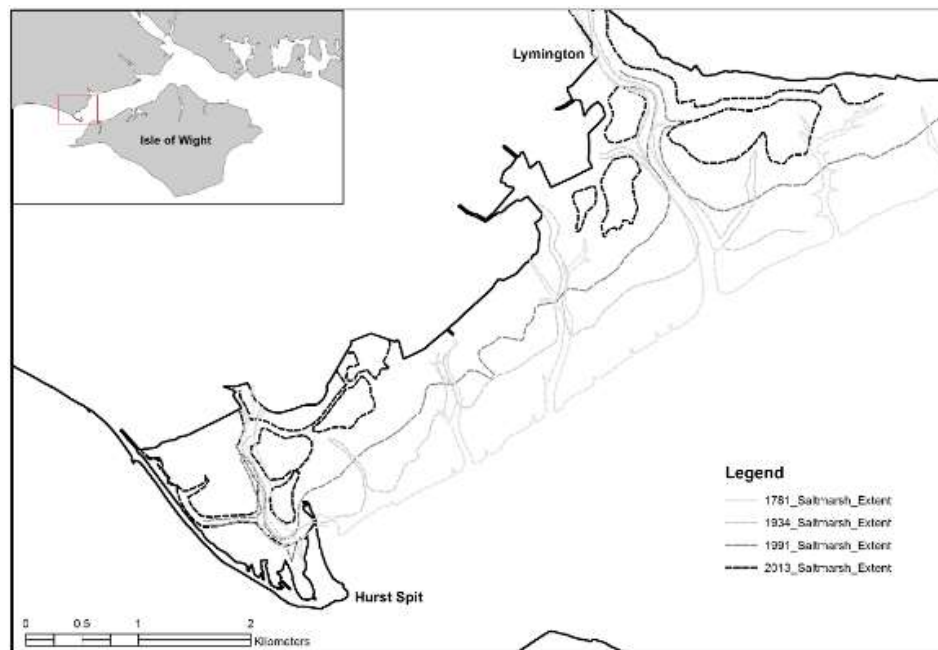 Lymington
Isle of Wight
Legend
1781_Saltmarsh_Extent
1934_Saltmarsh_Extent
1991_Saltmarsh_Extent
2013_Saltmarsh_Extent
Hurst Spit
0 0.5 1 2
Kilometers